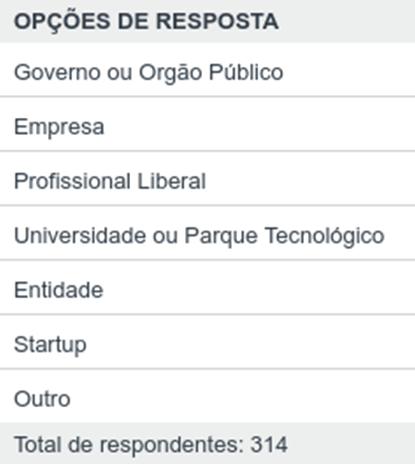 OPÇÕES DE RESPOSTA
Governo ou Orgão Público
Empresa
Profissional Liberal
Universidade ou Parque Tecnológico
Entidade
Startup
Outro
Total de respondentes: 314